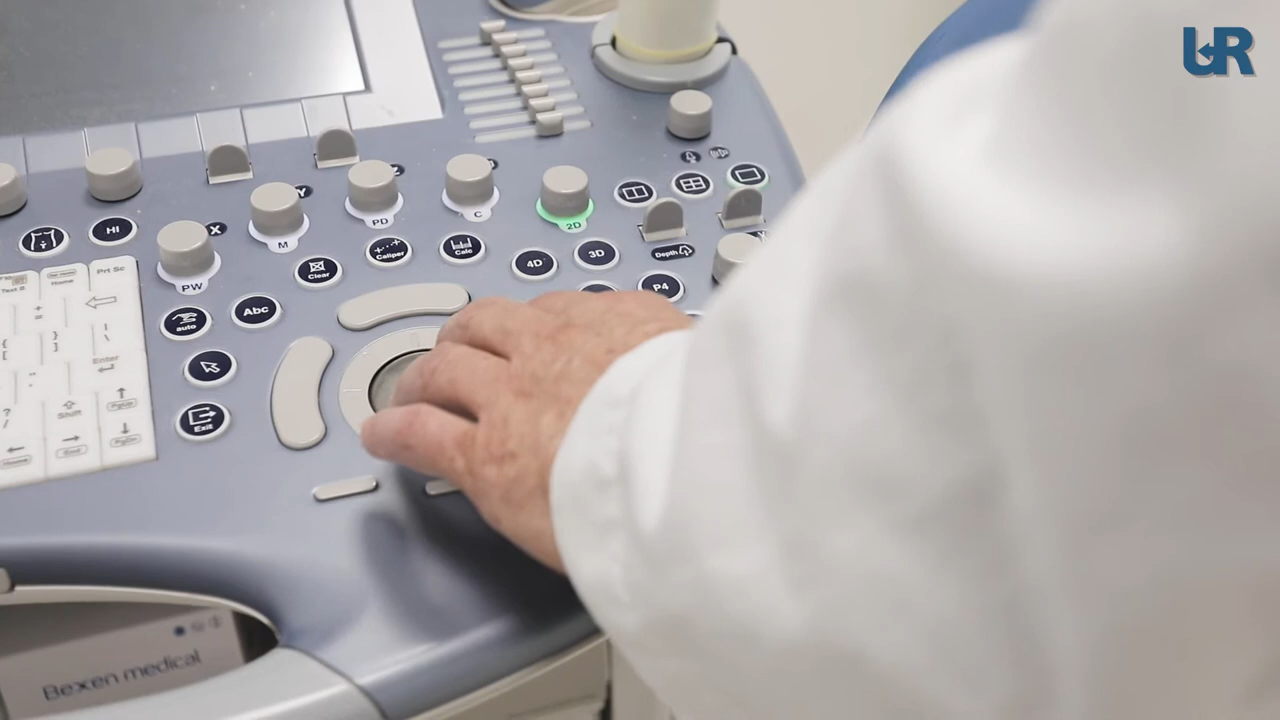 UR
PD
C
2D
M
X
HI
PW
Clear
Caliper
Calc
4D
3D
Depth
P4
Prt Sc
Home
auto
Abc
Enter
Shift
PgUp
PgDn
Home
End
Exit
Bexen medical